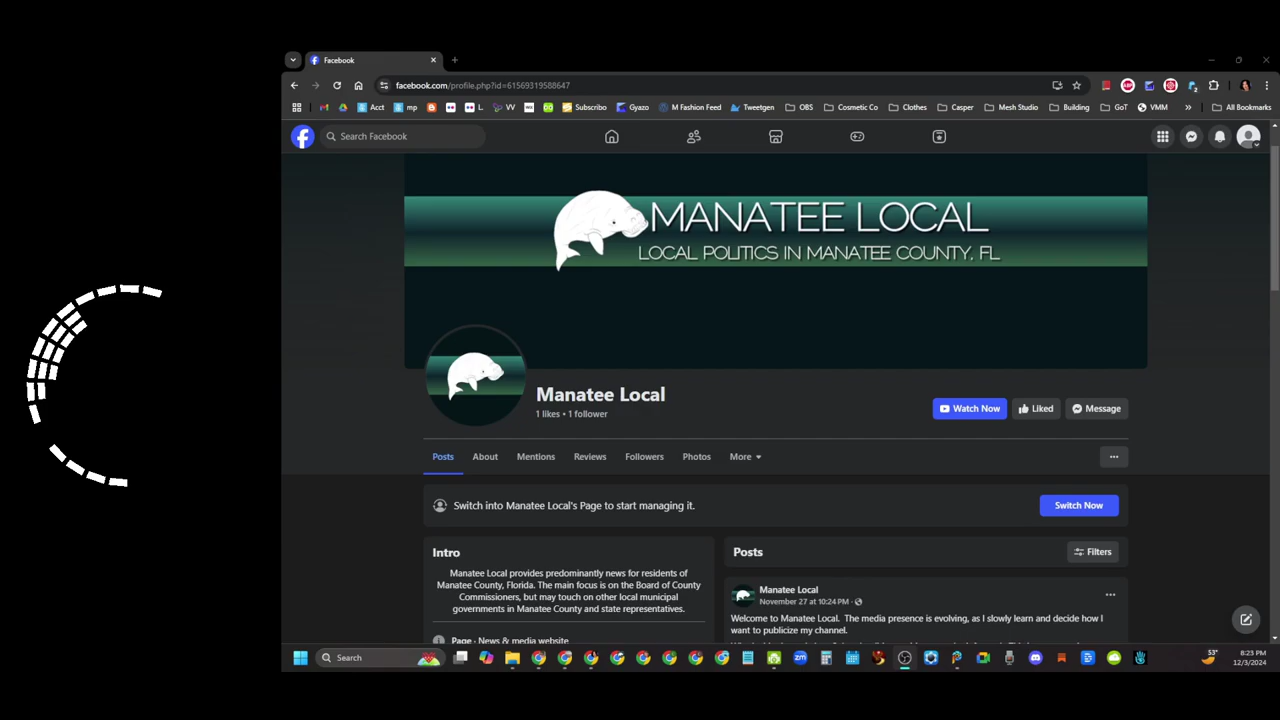 Facebook
facebook.com/profile.php?id=61569319588647
Acct
mp
L
VV
Subscribo
Gyazo
M Fashion Feed
Tweetgen
OBS
Cosmetic Co
Clothes
Casper
Mesh Studio
Building
GoT
VMM
All Bookmarks
Search Facebook
MANATEE LOCAL
LOCAL POLITICS IN MANATEE COUNTY, FL
Manatee Local
1 likes • 1 follower
Watch Now
Liked
Message
Posts
About
Mentions
Reviews
Followers
Photos
More
Switch into Manatee Local's Page to start managing it.
Switch Now
Intro
Manatee Local provides predominantly news for residents of
Manatee County, Florida. The main focus is on the Board of County
Commissioners, but may touch on other local municipal
governments in Manatee County and state representatives.
Page · News & media website
Posts
Filters
Manatee Local
November 27 at 10:24 PM ·
Welcome to Manatee Local. The media presence is evolving, as I slowly learn and decide how I
want to publicize my channel.
Search
53°
8:23 PM
12/3/2024